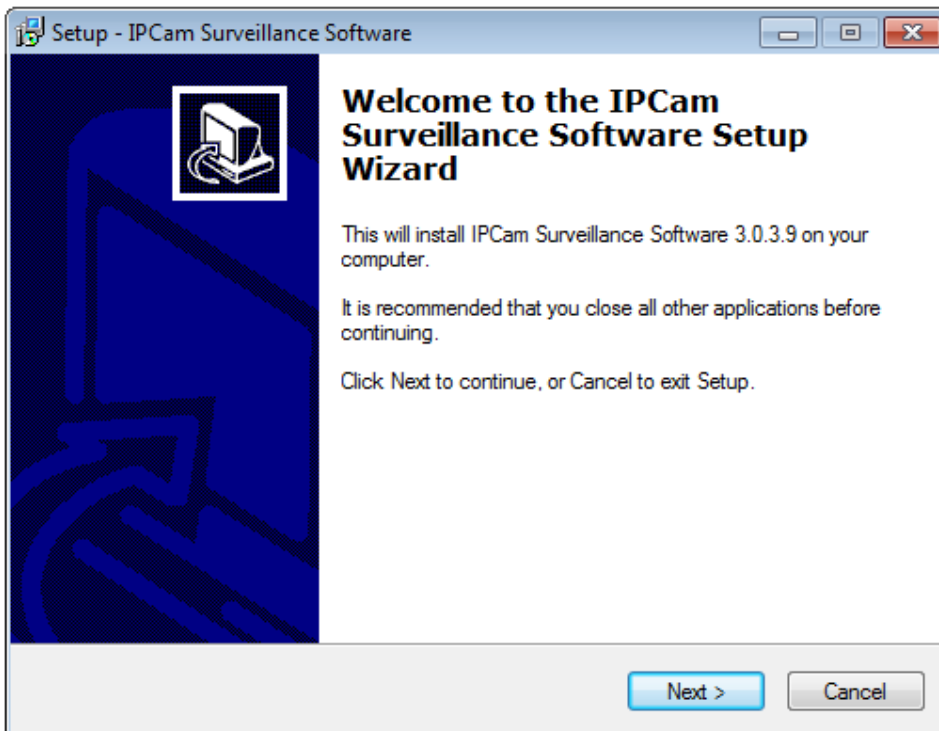 Setup - IPCam Surveillance Software
Welcome to the IPCam
Surveillance Software Setup
Wizard
This will install IPCam Surveillance Software 3.0.3.9 on your
computer.
It is recommended that you close all other applications before
continuing.
Click Next to continue, or Cancel to exit Setup.
Next >
Cancel